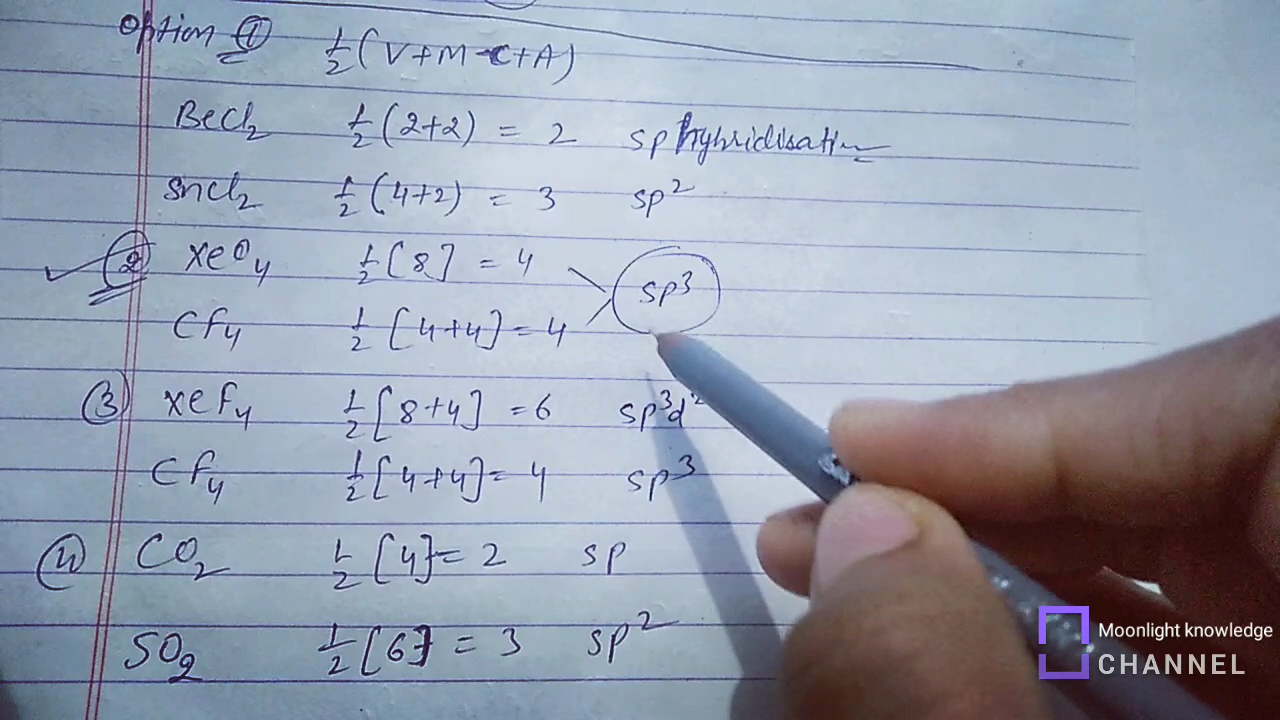 Option ① ½(V+M-C+A)
BeCl₂ ½(2+2) = 2 sp hybridisation
SnCl₂ ½(4+2) = 3 sp²
② XeO₄ ½[8] = 4
sp³
CF₄ ½[4+4] = 4
③ XeF₄ ½[8+4] = 6 sp³d²
CF₄ ½[4+4] = 4 sp³
④ CO₂ ½[4] = 2 sp
SO₂ ½[6] = 3 sp²
Moonlight knowledge
CHANNEL